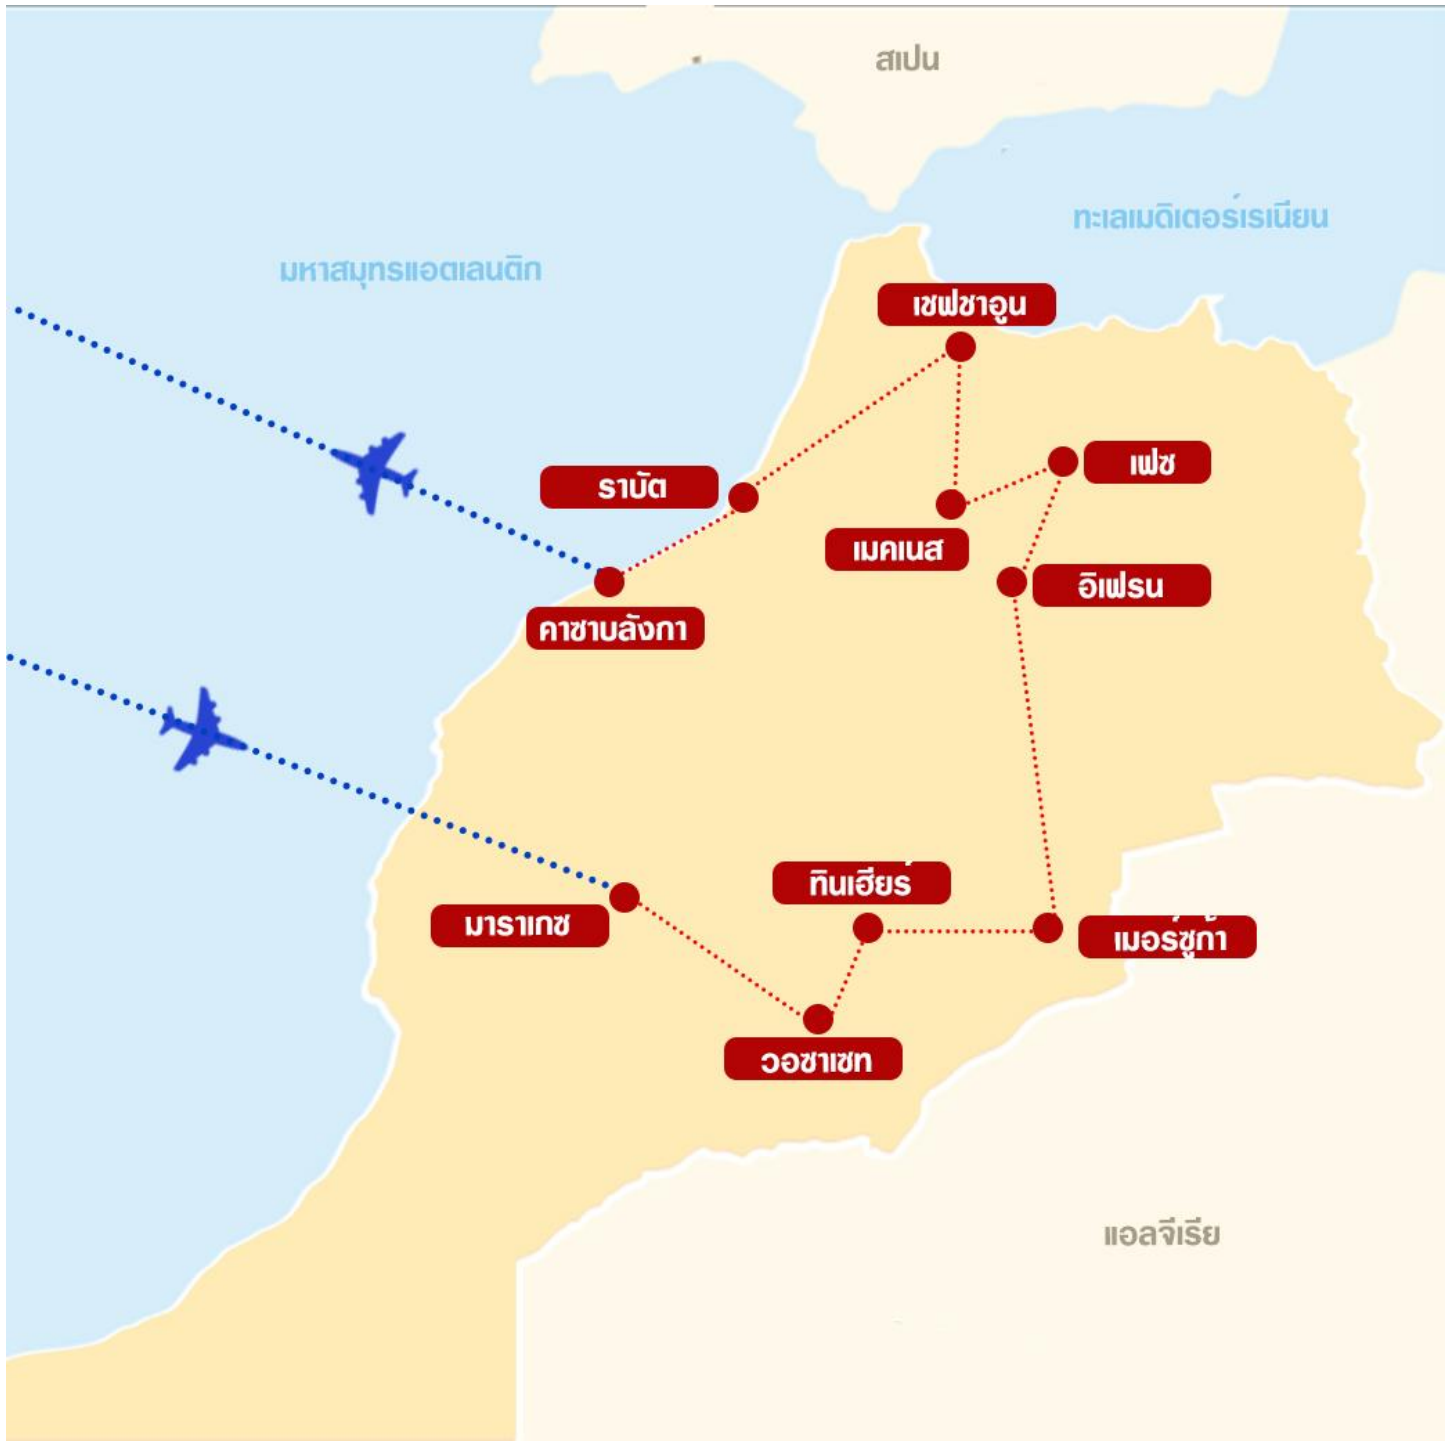 สเปน
ทะเลเมดิเตอร์เรเนียน
มหาสมุทรแอตแลนติก
เชฟชาอูน
เฟซ
ราบัต
เมคเนส
อิเฟรน
คาซาบลังกา
ทินเฮียร์
มาราเกซ
เมอร์ซูก้า
วอซาเซท
แอลจีเรีย